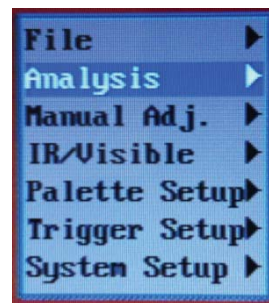 File
Analysis
Manual Adj.
IR/Visible
Palette Setup
Trigger Setup
System Setup